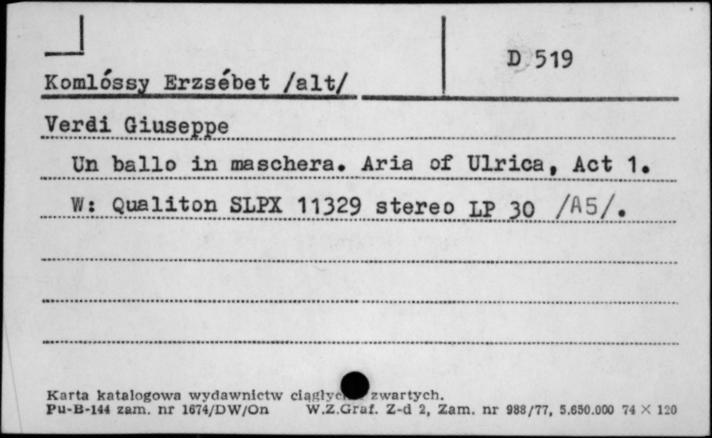 D 519
Komlóssy Erzsébet /alt/
Verdi Giuseppe
Un ballo in maschera. Aria of Ulrica, Act 1.
W: Qualiton SLPX 11329 stereo LP 30 /A5/.
Karta katalogowa wydawnictw zwartych.
Pu-B-144 zam. nr 1674/DW/On W.Z.Graf. Z-d 2, Zam. nr 988/77, 5.650.000 74 × 120